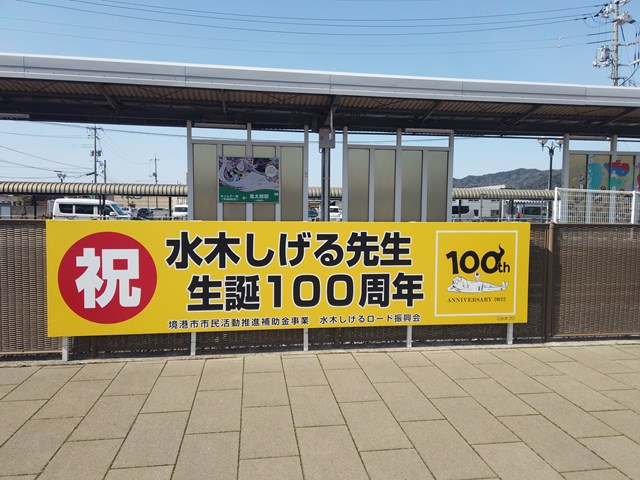 祝
水木しげる先生
生誕100周年
境港市市民活動推進補助金事業　水木しげるロード振興会
100th
ANNIVERSARY 2022